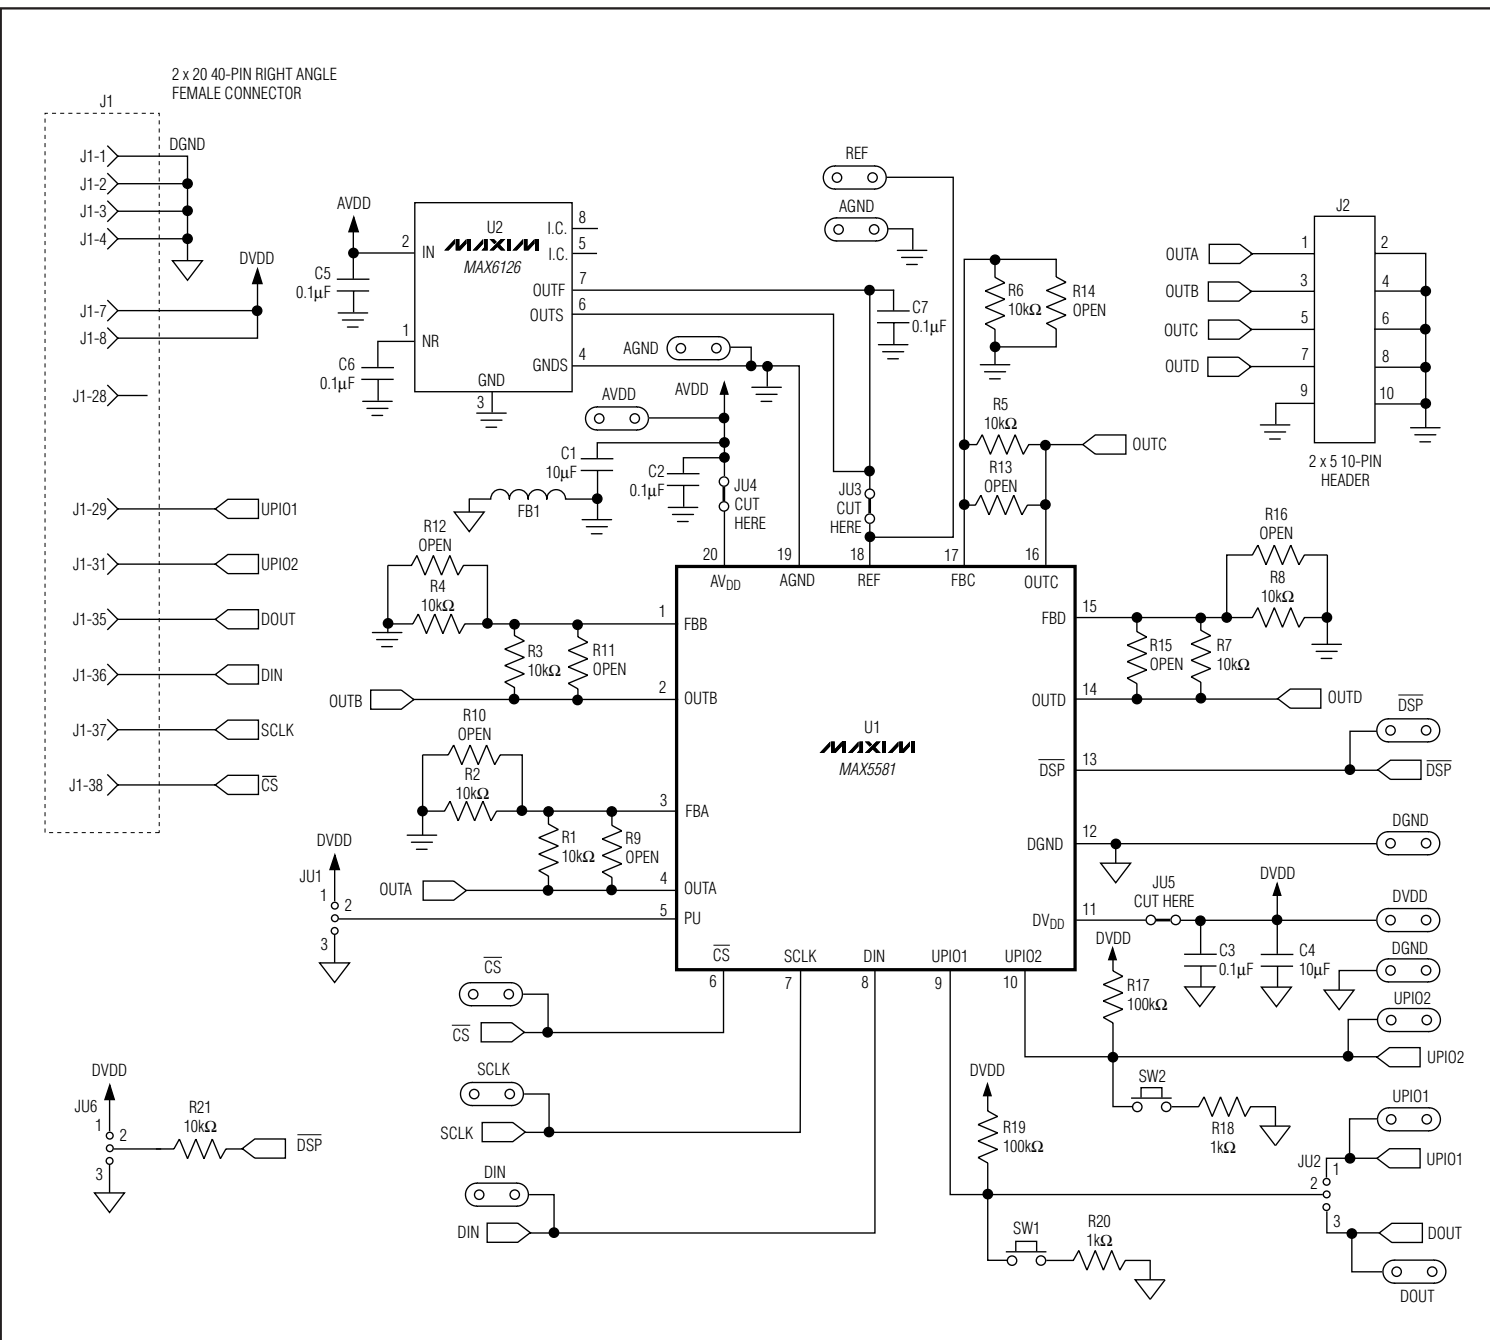 2 x 20 40-PIN RIGHT ANGLE
FEMALE CONNECTOR
J1
DGND
J1-1
J1-2
J1-3
J1-4
DVDD
J1-7
J1-8
J1-28
J1-29
UPIO1
J1-31
UPIO2
J1-35
DOUT
J1-36
DIN
J1-37
SCLK
J1-38
CS
AVDD
C5
0.1µF
2
IN
U2
MAXIM
MAX6126
I.C.
8
I.C.
5
OUTF
7
OUTS
6
GNDS
4
1
NR
GND
3
C6
0.1µF
REF
AGND
C7
0.1µF
AGND
AVDD
AVDD
C1
10µF
C2
0.1µF
FB1
JU4
CUT
HERE
JU3
CUT
HERE
R6
10kΩ
R14
OPEN
R5
10kΩ
R13
OPEN
OUTC
J2
OUTA
1
2
OUTB
3
4
OUTC
5
6
OUTD
7
8
9
10
2 x 5 10-PIN
HEADER
R12
OPEN
R4
10kΩ
R3
10kΩ
R11
OPEN
OUTB
R10
OPEN
R2
10kΩ
R1
10kΩ
R9
OPEN
OUTA
DVDD
JU1
1
2
3
20
19
18
17
16
AVDD
AGND
REF
FBC
OUTC
1
FBB
2
OUTB
3
FBA
4
OUTA
5
PU
U1
MAXIM
MAX5581
FBD
15
OUTD
14
DSP
13
DGND
12
DVDD
11
CS
SCLK
DIN
UPIO1
UPIO2
6
7
8
9
10
R16
OPEN
R8
10kΩ
R15
OPEN
R7
10kΩ
OUTD
DSP
DSP
DGND
JU5
CUT HERE
DVDD
DVDD
C3
0.1µF
C4
10µF
DGND
DVDD
R17
100kΩ
UPIO2
UPIO2
SW2
R18
1kΩ
UPIO1
UPIO1
JU2
1
2
3
DOUT
DOUT
DVDD
R19
100kΩ
SW1
R20
1kΩ
CS
CS
SCLK
SCLK
DIN
DIN
DVDD
JU6
1
2
3
R21
10kΩ
DSP